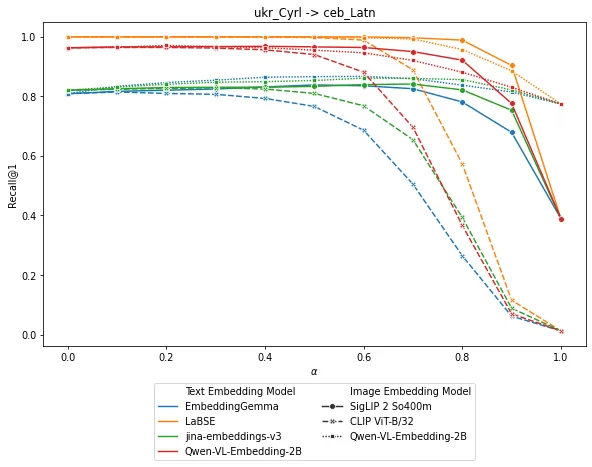 ukr_Cyrl -> ceb_Latn
Recall@1
1.0
0.8
0.6
0.4
0.2
0.0
0.0 0.2 0.4 0.6 0.8 1.0
α
Text Embedding Model
EmbeddingGemma
LaBSE
jina-embeddings-v3
Qwen-VL-Embedding-2B
Image Embedding Model
SigLIP 2 So400m
CLIP ViT-B/32
Qwen-VL-Embedding-2B